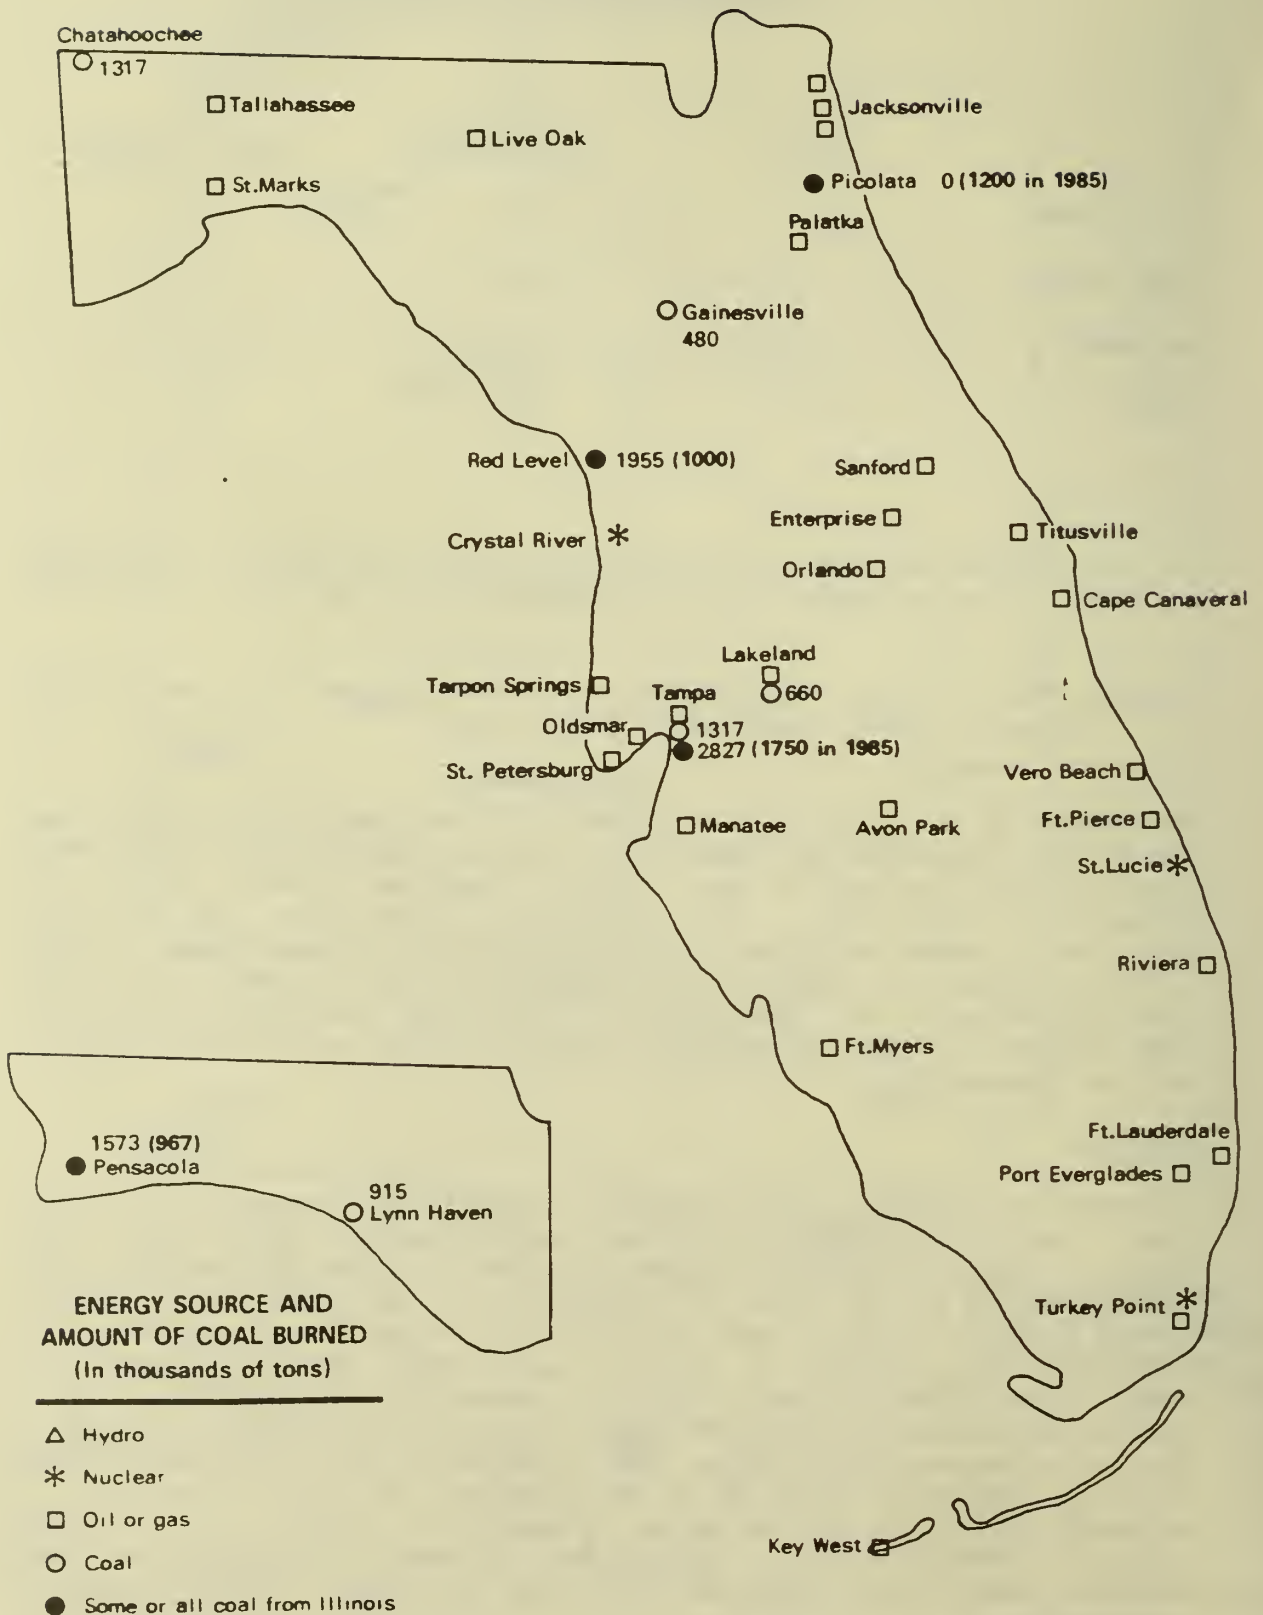 Chatahoochee
1317
Tallahassee
Jacksonville
Live Oak
St.Marks
Picolata 0 (1200 in 1985)
Palatka
Gainesville
480
Red Level 1955 (1000)
Sanford
Enterprise
Titusville
Crystal River
Orlando
Cape Canaveral
Lakeland
660
Tarpon Springs
Tampa
Oldsmar
1317
2827 (1750 in 1985)
St. Petersburg
Vero Beach
Manatee
Avon Park
Ft.Pierce
St.Lucie
Riviera
Ft.Myers
Ft.Lauderdale
Port Everglades
1573 (967)
Pensacola
915
Lynn Haven
Turkey Point
Key West
ENERGY SOURCE AND
AMOUNT OF COAL BURNED
(In thousands of tons)
Hydro
Nuclear
Oil or gas
Coal
Some or all coal from Illinois